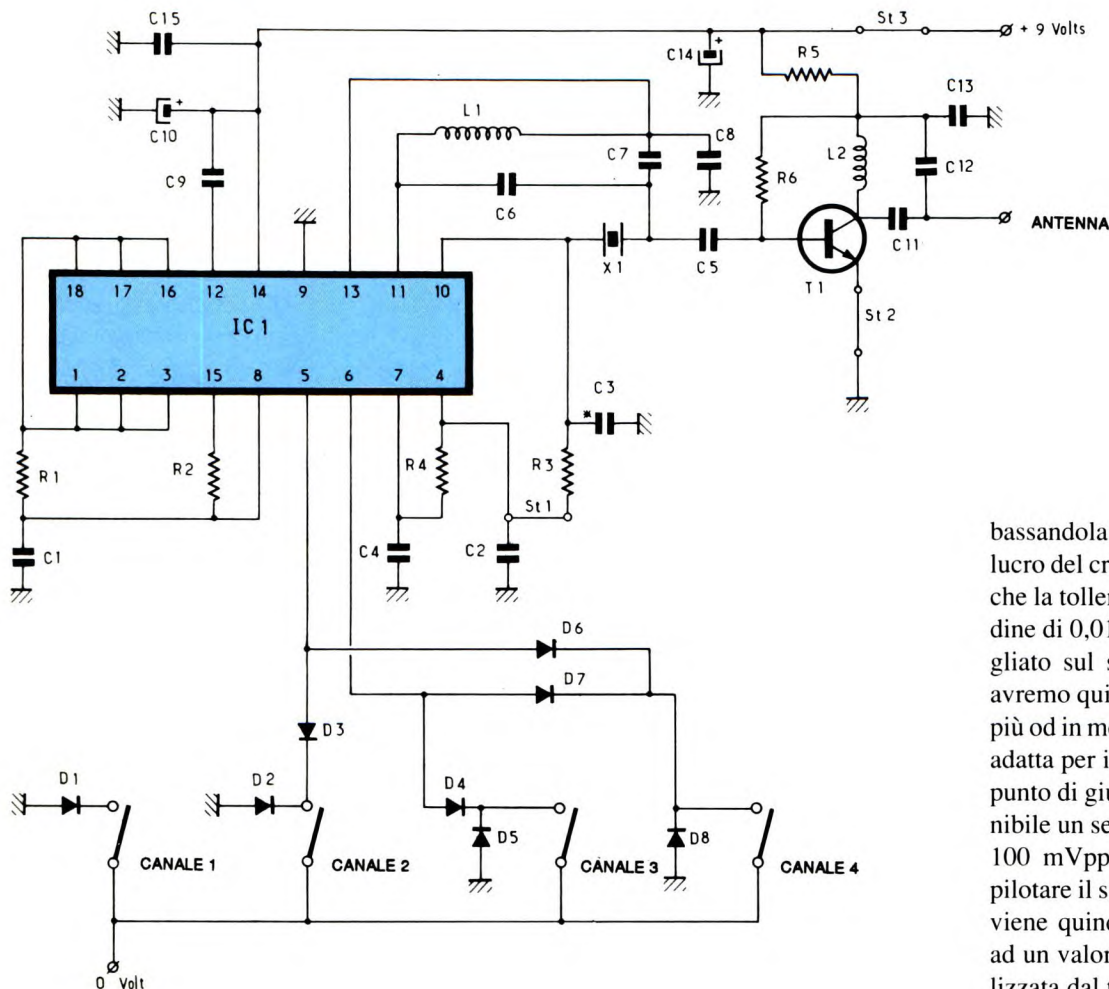 C15
St 3
+ 9 Volts
C14
+
R5
C10
+
L1
C13
C9
C7
C8
R6
L2
C12
C6
C11
ANTENNA
X1
C5
T1
St2
18 17 16 12 14 9 13 11 10
IC1
1 2 3 15 8 5 6 7 4
C3
*
R1
R2
R4
R3
St1
C1
C4
C2
D6
D7
D3
D1
D2
D4
D5
D8
CANALE 1
CANALE 2
CANALE 3
CANALE 4
0 Volt
bassandola
lucro del cr
che la toller
dine di 0,01
gliato sul s
avremo qui
più od in me
adatta per i
punto di giu
nibile un se
100 mVpp
pilotare il s
viene quind
ad un valor